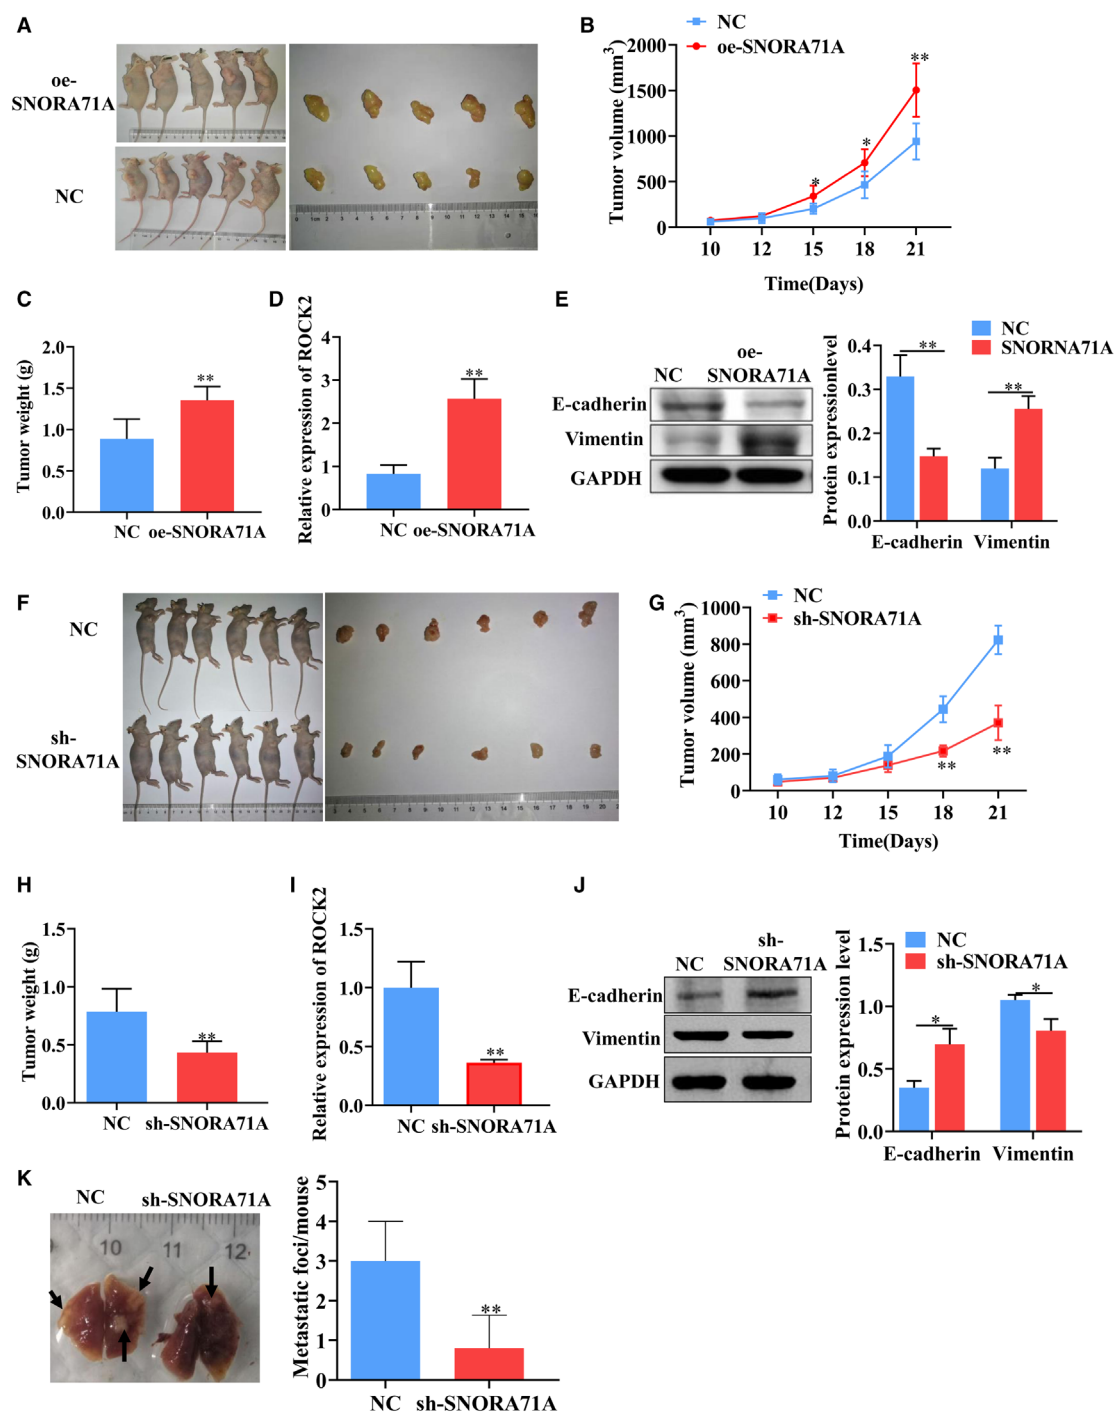 A
oe-
SNORA71A
NC
B
NC
oe-SNORA71A
Tumor volume (mm3)
2000
1500
1000
500
0
*
*
**
10 12 15 18 21
Time(Days)
C
Tumor weight (g)
2.0
1.5
1.0
0.5
0.0
**
NC oe-SNORA71A
D
Relative expression of ROCK2
4
3
2
1
0
**
NC oe-SNORA71A
E
NC
oe-
SNORA71A
E-cadherin
Vimentin
GAPDH
NC
SNORNA71A
Protein expressionlevel
0.4
0.3
0.2
0.1
0.0
**
**
E-cadherin Vimentin
F
NC
sh-
SNORA71A
G
NC
sh-SNORA71A
Tumor volume (mm3)
1000
800
600
400
200
0
**
**
10 12 15 18 21
Time(Days)
H
Tumor weight (g)
1.5
1.0
0.5
0.0
**
NC sh-SNORA71A
I
Relative expression of ROCK2
1.5
1.0
0.5
0.0
**
NC sh-SNORA71A
J
NC
sh-
SNORA71A
E-cadherin
Vimentin
GAPDH
NC
sh-SNORA71A
Protein expression level
1.5
1.0
0.5
0.0
*
*
E-cadherin Vimentin
K
NC sh-SNORA71A
10 11 12
Metastatic foci/mouse
5
4
3
2
1
0
**
NC sh-SNORA71A